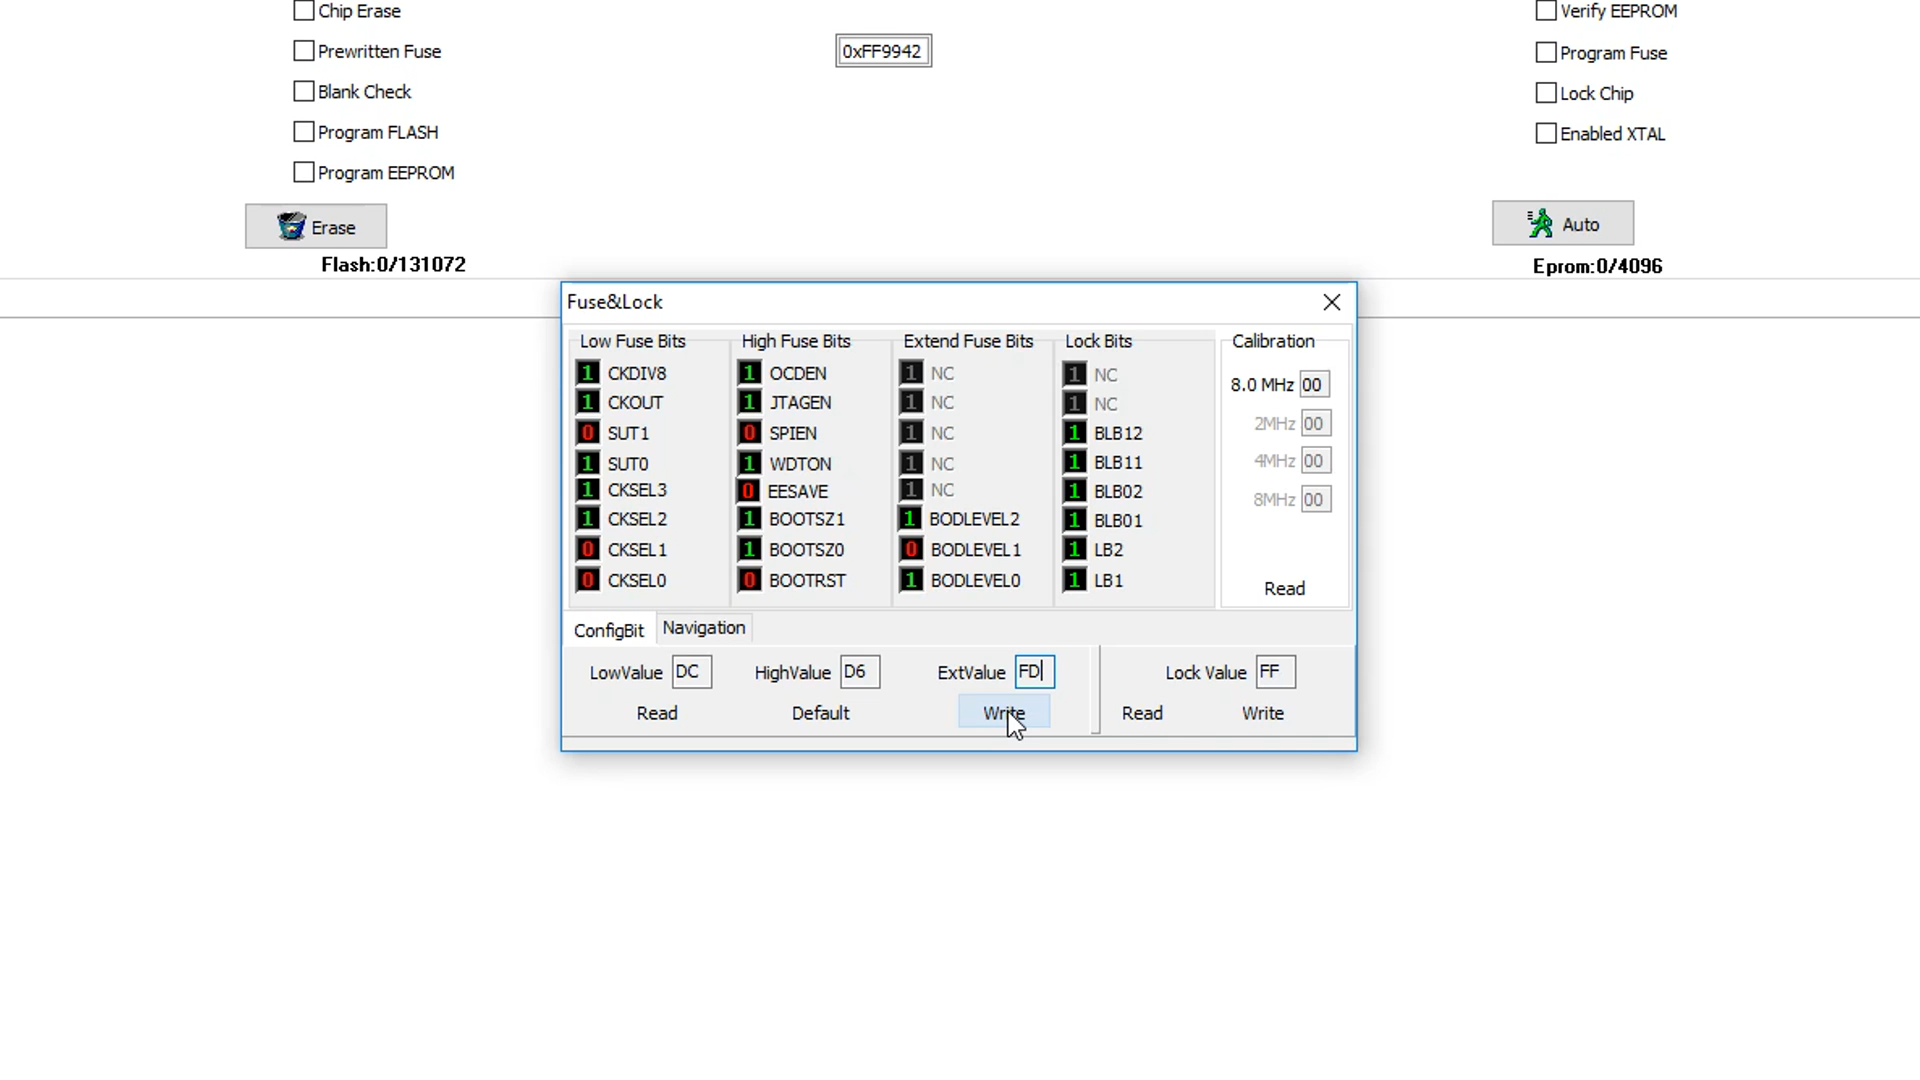 Chip Erase
Prewritten Fuse
Blank Check
Program FLASH
Program EEPROM
0xFF9942
Verify EEPROM
Program Fuse
Lock Chip
Enabled XTAL
Erase
Auto
Flash:0/131072
Eprom:0/4096
Fuse&Lock
Low Fuse Bits
1 CKDIV8
1 CKOUT
0 SUT1
1 SUT0
1 CKSEL3
1 CKSEL2
0 CKSEL1
0 CKSEL0
High Fuse Bits
1 OCDEN
1 JTAGEN
0 SPIEN
1 WDTON
0 EESAVE
1 BOOTSZ1
1 BOOTSZ0
0 BOOTRST
Extend Fuse Bits
1 NC
1 NC
1 NC
1 NC
1 NC
1 BODLEVEL2
0 BODLEVEL1
1 BODLEVEL0
Lock Bits
1 NC
1 NC
1 BLB12
1 BLB11
1 BLB02
1 BLB01
1 LB2
1 LB1
Calibration
8.0 MHz 00
2MHz 00
4MHz 00
8MHz 00
Read
ConfigBit Navigation
LowValue DC HighValue D6 ExtValue FD Lock Value FF
Read Default Write Read Write